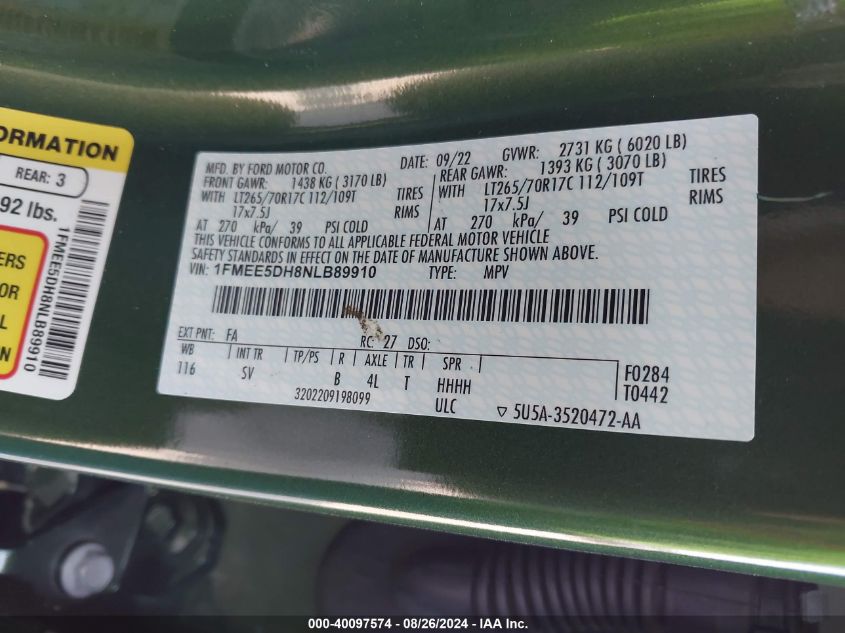 ORMATION
REAR: 3
92 lbs.
ERS
OR
L
N
1FMEE5DH8NLB89910
MFD. BY FORD MOTOR CO.
DATE: 09/22 GVWR: 2731 KG ( 6020 LB)
FRONT GAWR: 1438 KG ( 3170 LB)
REAR GAWR: 1393 KG ( 3070 LB)
WITH LT265/70R17C 112/109T TIRES
WITH LT265/70R17C 112/109T TIRES
17x7.5J RIMS
17x7.5J RIMS
AT 270 kPa/ 39 PSI COLD
AT 270 kPa/ 39 PSI COLD
THIS VEHICLE CONFORMS TO ALL APPLICABLE FEDERAL MOTOR VEHICLE
SAFETY STANDARDS IN EFFECT ON THE DATE OF MANUFACTURE SHOWN ABOVE.
VIN: 1FMEE5DH8NLB89910 TYPE: MPV
EXT PNT: FA RC: 27 DSO:
WB INT TR TP/PS R AXLE TR SPR
116 SV B 4L T HHHH
F0284
T0442
3202209198099 ULC
▽ 5U5A-3520472-AA
000-40097574 - 08/26/2024 - IAA Inc.